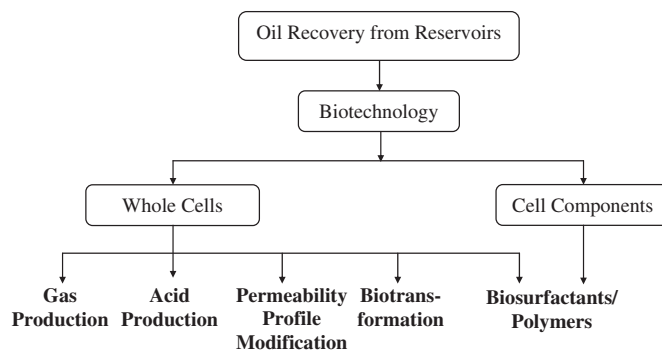 Oil Recovery from Reservoirs
Biotechnology
Whole Cells
Cell Components
Gas
Production
Acid
Production
Permeability
Profile
Modification
Biotrans-
formation
Biosurfactants/
Polymers